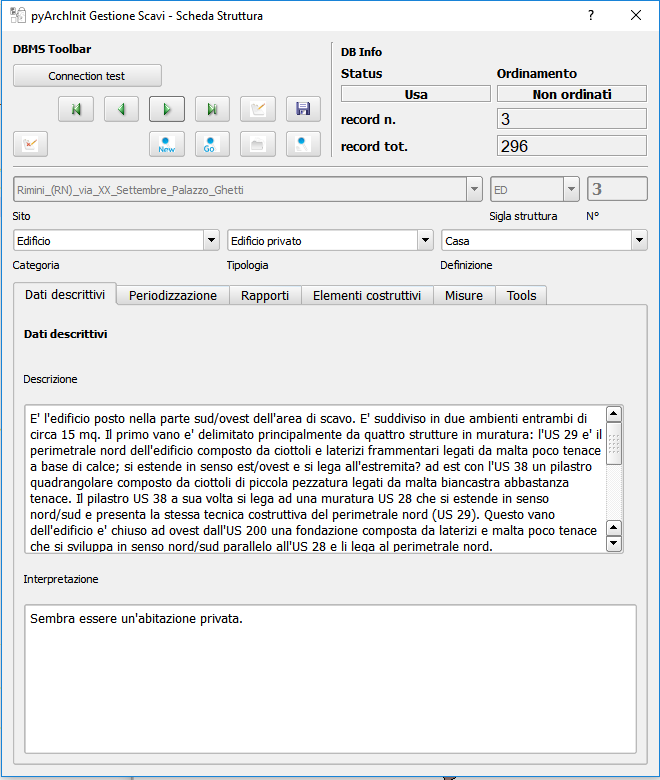 pyArchInit Gestione Scavi - Scheda Struttura
?
DBMS Toolbar
Connection test
New
Go
DB Info
Status
Ordinamento
Usa
Non ordinati
record n.
3
record tot.
296
Rimini_(RN)_via_XX_Settembre_Palazzo_Ghetti
ED
3
Sito
Sigla struttura
N°
Edificio
Edificio privato
Casa
Categoria
Tipologia
Definizione
Dati descrittivi
Periodizzazione
Rapporti
Elementi costruttivi
Misure
Tools
Dati descrittivi
Descrizione
E' l'edificio posto nella parte sud/ovest dell'area di scavo. E' suddiviso in due ambienti entrambi di
circa 15 mq. Il primo vano e' delimitato principalmente da quattro strutture in muratura: l'US 29 e' il
perimetrale nord dell'edificio composto da ciottoli e laterizi frammentari legati da malta poco tenace
a base di calce; si estende in senso est/ovest e si lega all'estremita? ad est con l'US 38 un pilastro
quadrangolare composto da ciottoli di piccola pezzatura legati da malta biancastra abbastanza
tenace. Il pilastro US 38 a sua volta si lega ad una muratura US 28 che si estende in senso
nord/sud e presenta la stessa tecnica costruttiva del perimetrale nord (US 29). Questo vano
dell'edificio e' chiuso ad ovest dall'US 200 una fondazione composta da laterizi e malta poco tenace
che si sviluppa in senso nord/sud parallelo all'US 28 e li lega al perimetrale nord.
Interpretazione
Sembra essere un'abitazione privata.